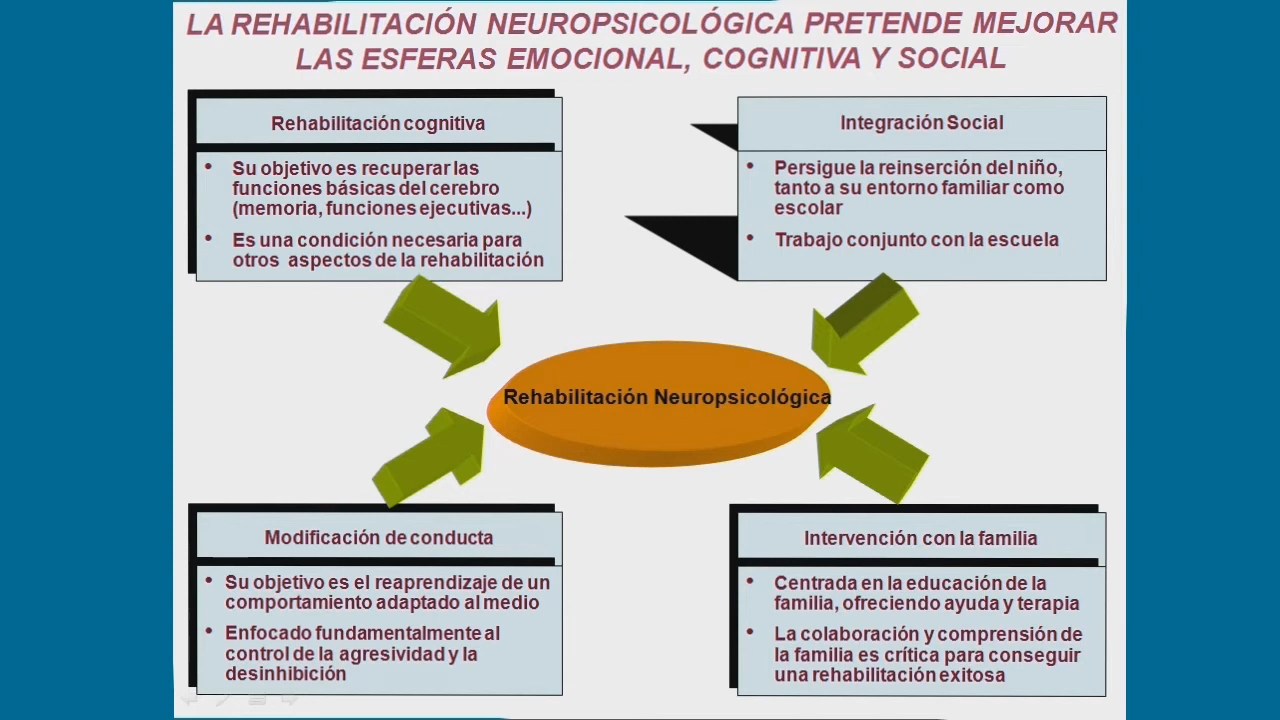 LA REHABILITACIÓN NEUROPSICOLÓGICA PRETENDE MEJORAR
LAS ESFERAS EMOCIONAL, COGNITIVA Y SOCIAL
Rehabilitación cognitiva
• Su objetivo es recuperar las
funciones básicas del cerebro
(memoria, funciones ejecutivas...)
• Es una condición necesaria para
otros aspectos de la rehabilitación
Integración Social
• Persigue la reinserción del niño,
tanto a su entorno familiar como
escolar
• Trabajo conjunto con la escuela
Rehabilitación Neuropsicológica
Modificación de conducta
• Su objetivo es el reaprendizaje de un
comportamiento adaptado al medio
• Enfocado fundamentalmente al
control de la agresividad y la
desinhibición
Intervención con la familia
• Centrada en la educación de la
familia, ofreciendo ayuda y terapia
• La colaboración y comprensión de
la familia es crítica para conseguir
una rehabilitación exitosa